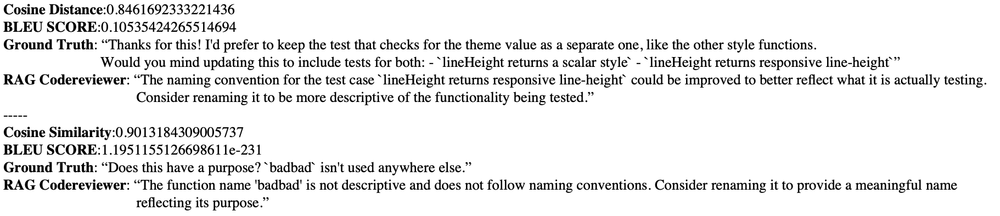 Cosine Distance:0.8461692333221436
BLEU SCORE:0.10535424265514694
Ground Truth: “Thanks for this! I'd prefer to keep the test that checks for the theme value as a separate one, like the other style functions.
Would you mind updating this to include tests for both: - `lineHeight returns a scalar style` - `lineHeight returns responsive line-height`”
RAG Codereviewer: “The naming convention for the test case `lineHeight returns responsive line-height` could be improved to better reflect what it is actually testing.
Consider renaming it to be more descriptive of the functionality being tested.”
-----
Cosine Similarity:0.9013184309005737
BLEU SCORE:1.1951155126698611e-231
Ground Truth: “Does this have a purpose? `badbad` isn't used anywhere else.”
RAG Codereviewer: “The function name 'badbad' is not descriptive and does not follow naming conventions. Consider renaming it to provide a meaningful name
reflecting its purpose.”